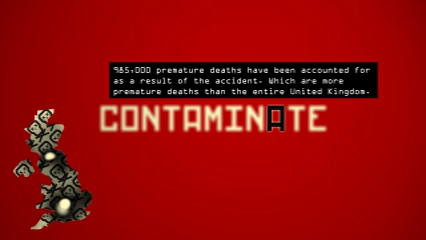 985,000 premature deaths have been accounted for
as a result of the accident. Which are more
premature deaths than the entire United Kingdom.
CONTAMINATE